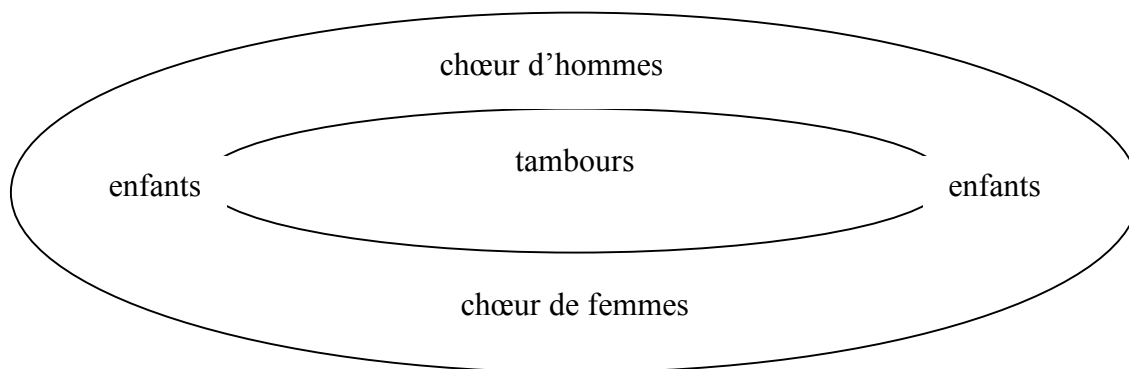 chœur d’hommes
tambours
enfants
enfants
chœur de femmes